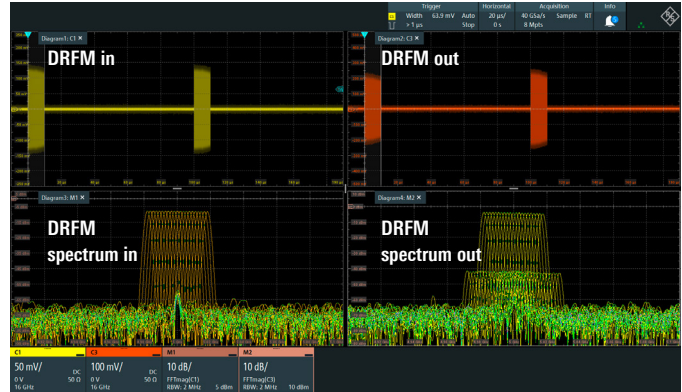 Trigger
Horizontal
Acquisition
Info
C1 Width 63.9 mV Auto
> 1 µs Stop
20 µs/
0 s
40 GSa/s Sample RT
8 Mpts
Diagram1: C1 ×
DRFM in
Diagram2: C3 ×
DRFM out
Diagram3: M1 ×
DRFM
spectrum in
Diagram4: M2 ×
DRFM
spectrum out
C1
50 mV/ DC
0 V 50 Ω
16 GHz
C3
100 mV/ DC
0 V 50 Ω
16 GHz
M1
10 dB/
FFTmag(C1)
RBW: 2 MHz 5 dBm
M2
10 dB/
FFTmag(C3)
RBW: 2 MHz 10 dBm